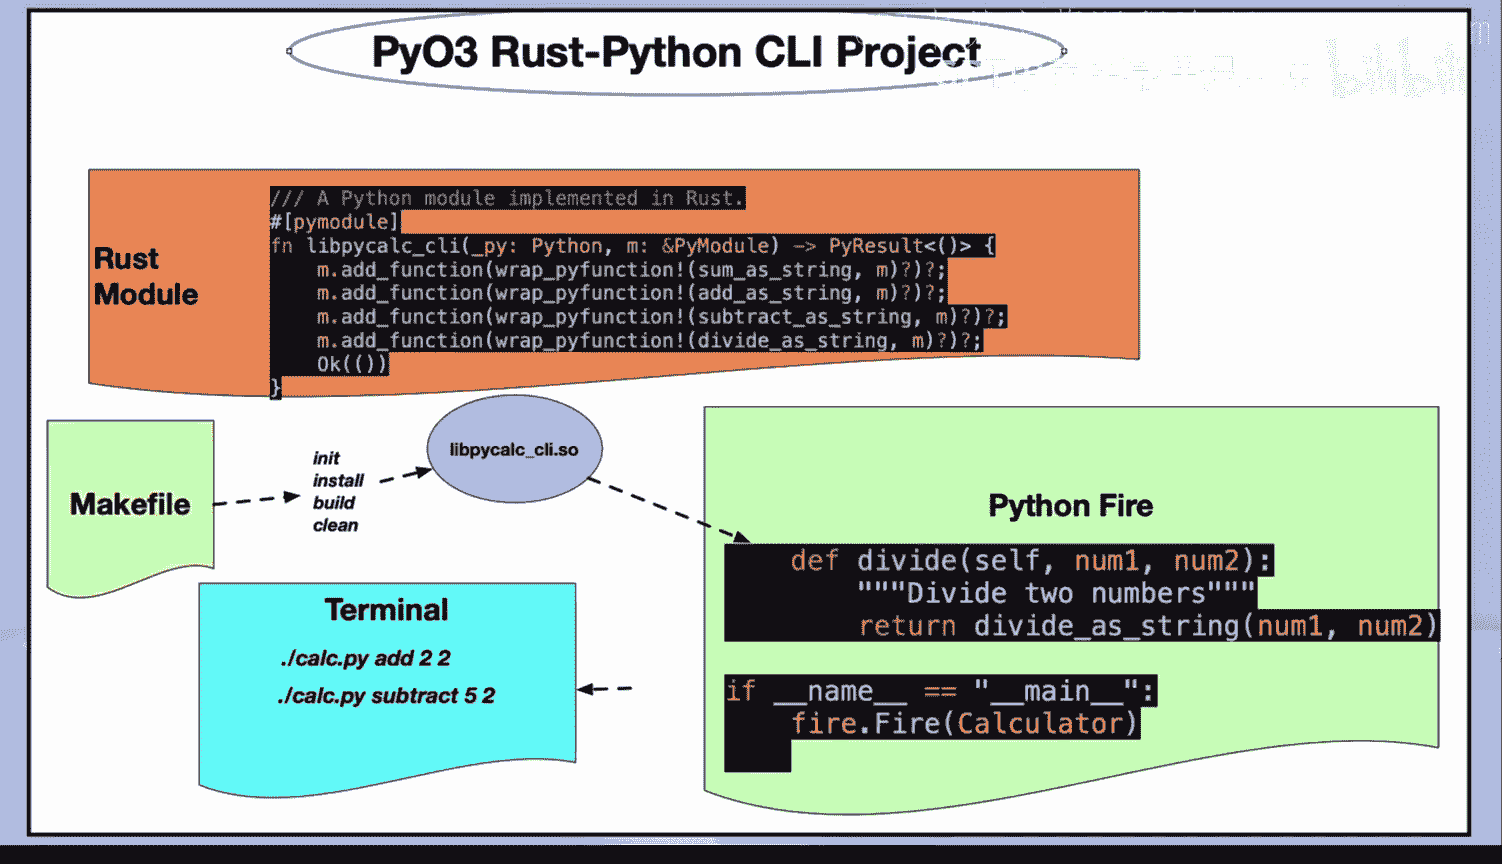 PyO3 Rust-Python CLI Project
Rust
Module
/// A Python module implemented in Rust.
#[pymodule]
fn libpycalc_cli(_py: Python, m: &PyModule) -> PyResult<()> {
    m.add_function(wrap_pyfunction!(sum_as_string, m)?)?;
    m.add_function(wrap_pyfunction!(add_as_string, m)?)?;
    m.add_function(wrap_pyfunction!(subtract_as_string, m)?)?;
    m.add_function(wrap_pyfunction!(divide_as_string, m)?)?;
    Ok(())
}
Makefile
init
install
build
clean
libpycalc_cli.so
Python Fire
    def divide(self, num1, num2):
        """Divide two numbers"""
        return divide_as_string(num1, num2)
if __name__ == "__main__":
    fire.Fire(Calculator)
Terminal
./calc.py add 2 2
./calc.py subtract 5 2